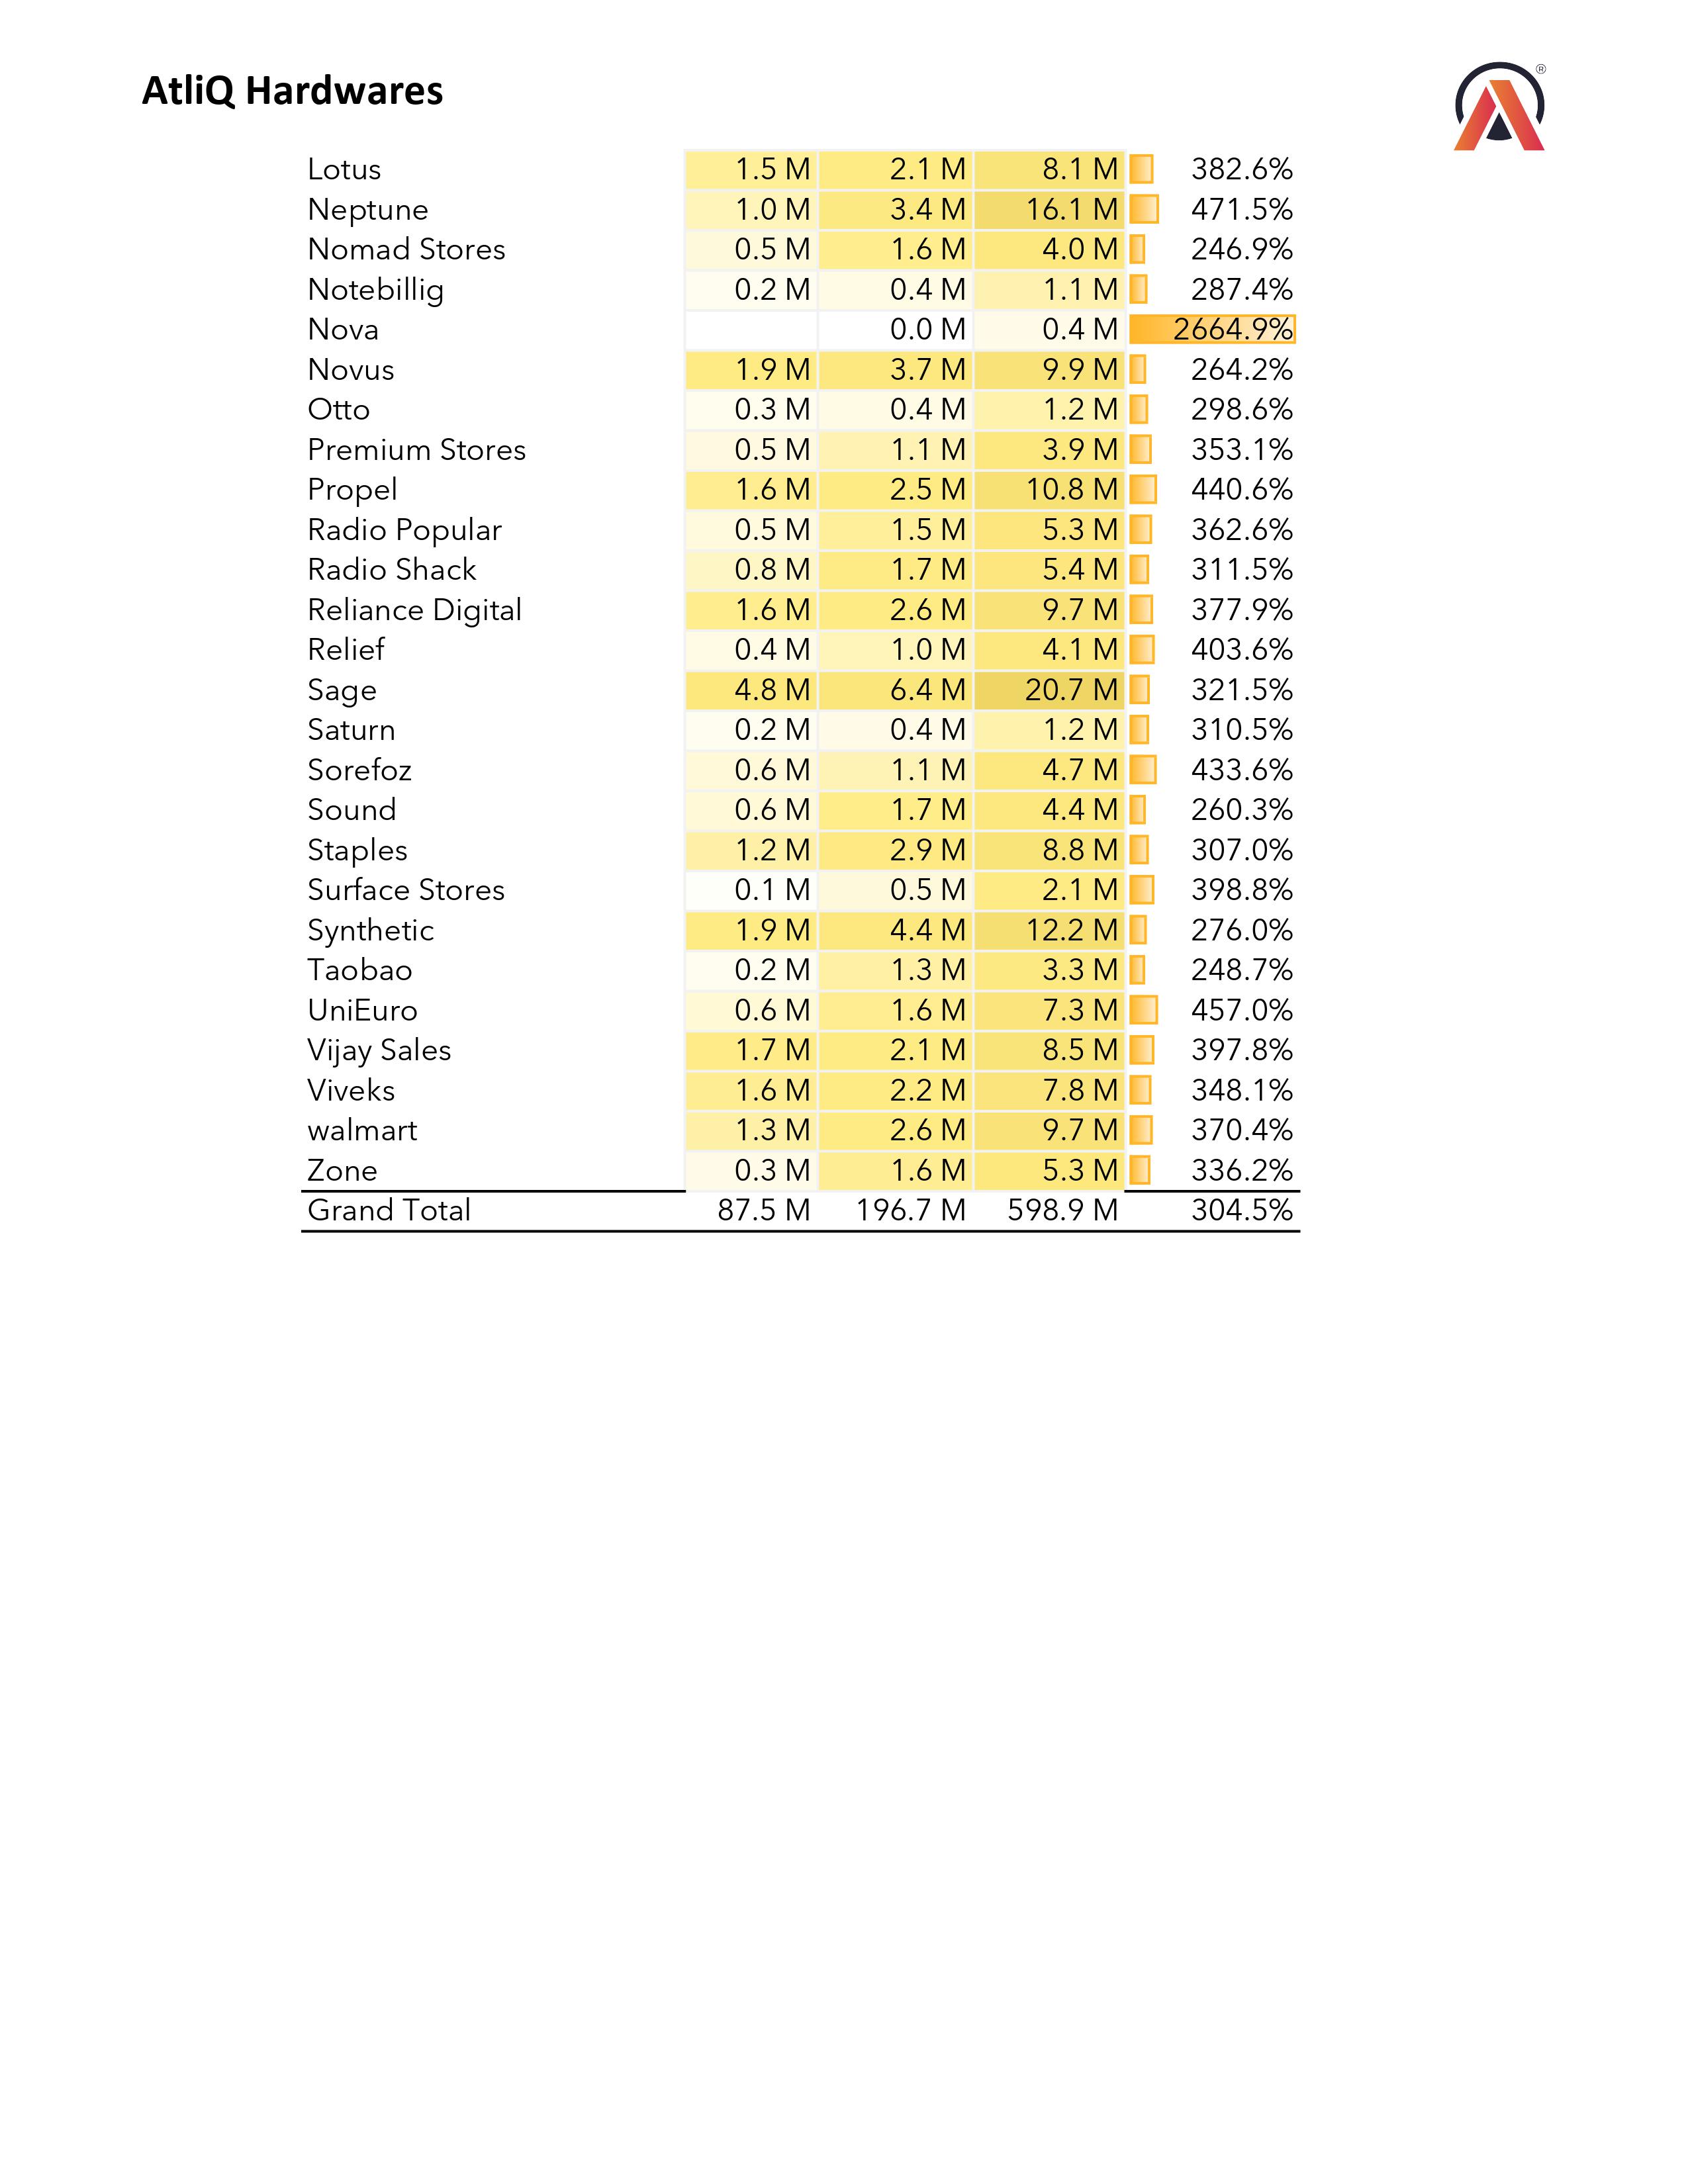 AtliQ Hardwares
®
Lotus 1.5 M 2.1 M 8.1 M 382.6%
Neptune 1.0 M 3.4 M 16.1 M 471.5%
Nomad Stores 0.5 M 1.6 M 4.0 M 246.9%
Notebillig 0.2 M 0.4 M 1.1 M 287.4%
Nova 0.0 M 0.4 M 2664.9%
Novus 1.9 M 3.7 M 9.9 M 264.2%
Otto 0.3 M 0.4 M 1.2 M 298.6%
Premium Stores 0.5 M 1.1 M 3.9 M 353.1%
Propel 1.6 M 2.5 M 10.8 M 440.6%
Radio Popular 0.5 M 1.5 M 5.3 M 362.6%
Radio Shack 0.8 M 1.7 M 5.4 M 311.5%
Reliance Digital 1.6 M 2.6 M 9.7 M 377.9%
Relief 0.4 M 1.0 M 4.1 M 403.6%
Sage 4.8 M 6.4 M 20.7 M 321.5%
Saturn 0.2 M 0.4 M 1.2 M 310.5%
Sorefoz 0.6 M 1.1 M 4.7 M 433.6%
Sound 0.6 M 1.7 M 4.4 M 260.3%
Staples 1.2 M 2.9 M 8.8 M 307.0%
Surface Stores 0.1 M 0.5 M 2.1 M 398.8%
Synthetic 1.9 M 4.4 M 12.2 M 276.0%
Taobao 0.2 M 1.3 M 3.3 M 248.7%
UniEuro 0.6 M 1.6 M 7.3 M 457.0%
Vijay Sales 1.7 M 2.1 M 8.5 M 397.8%
Viveks 1.6 M 2.2 M 7.8 M 348.1%
walmart 1.3 M 2.6 M 9.7 M 370.4%
Zone 0.3 M 1.6 M 5.3 M 336.2%
Grand Total 87.5 M 196.7 M 598.9 M 304.5%